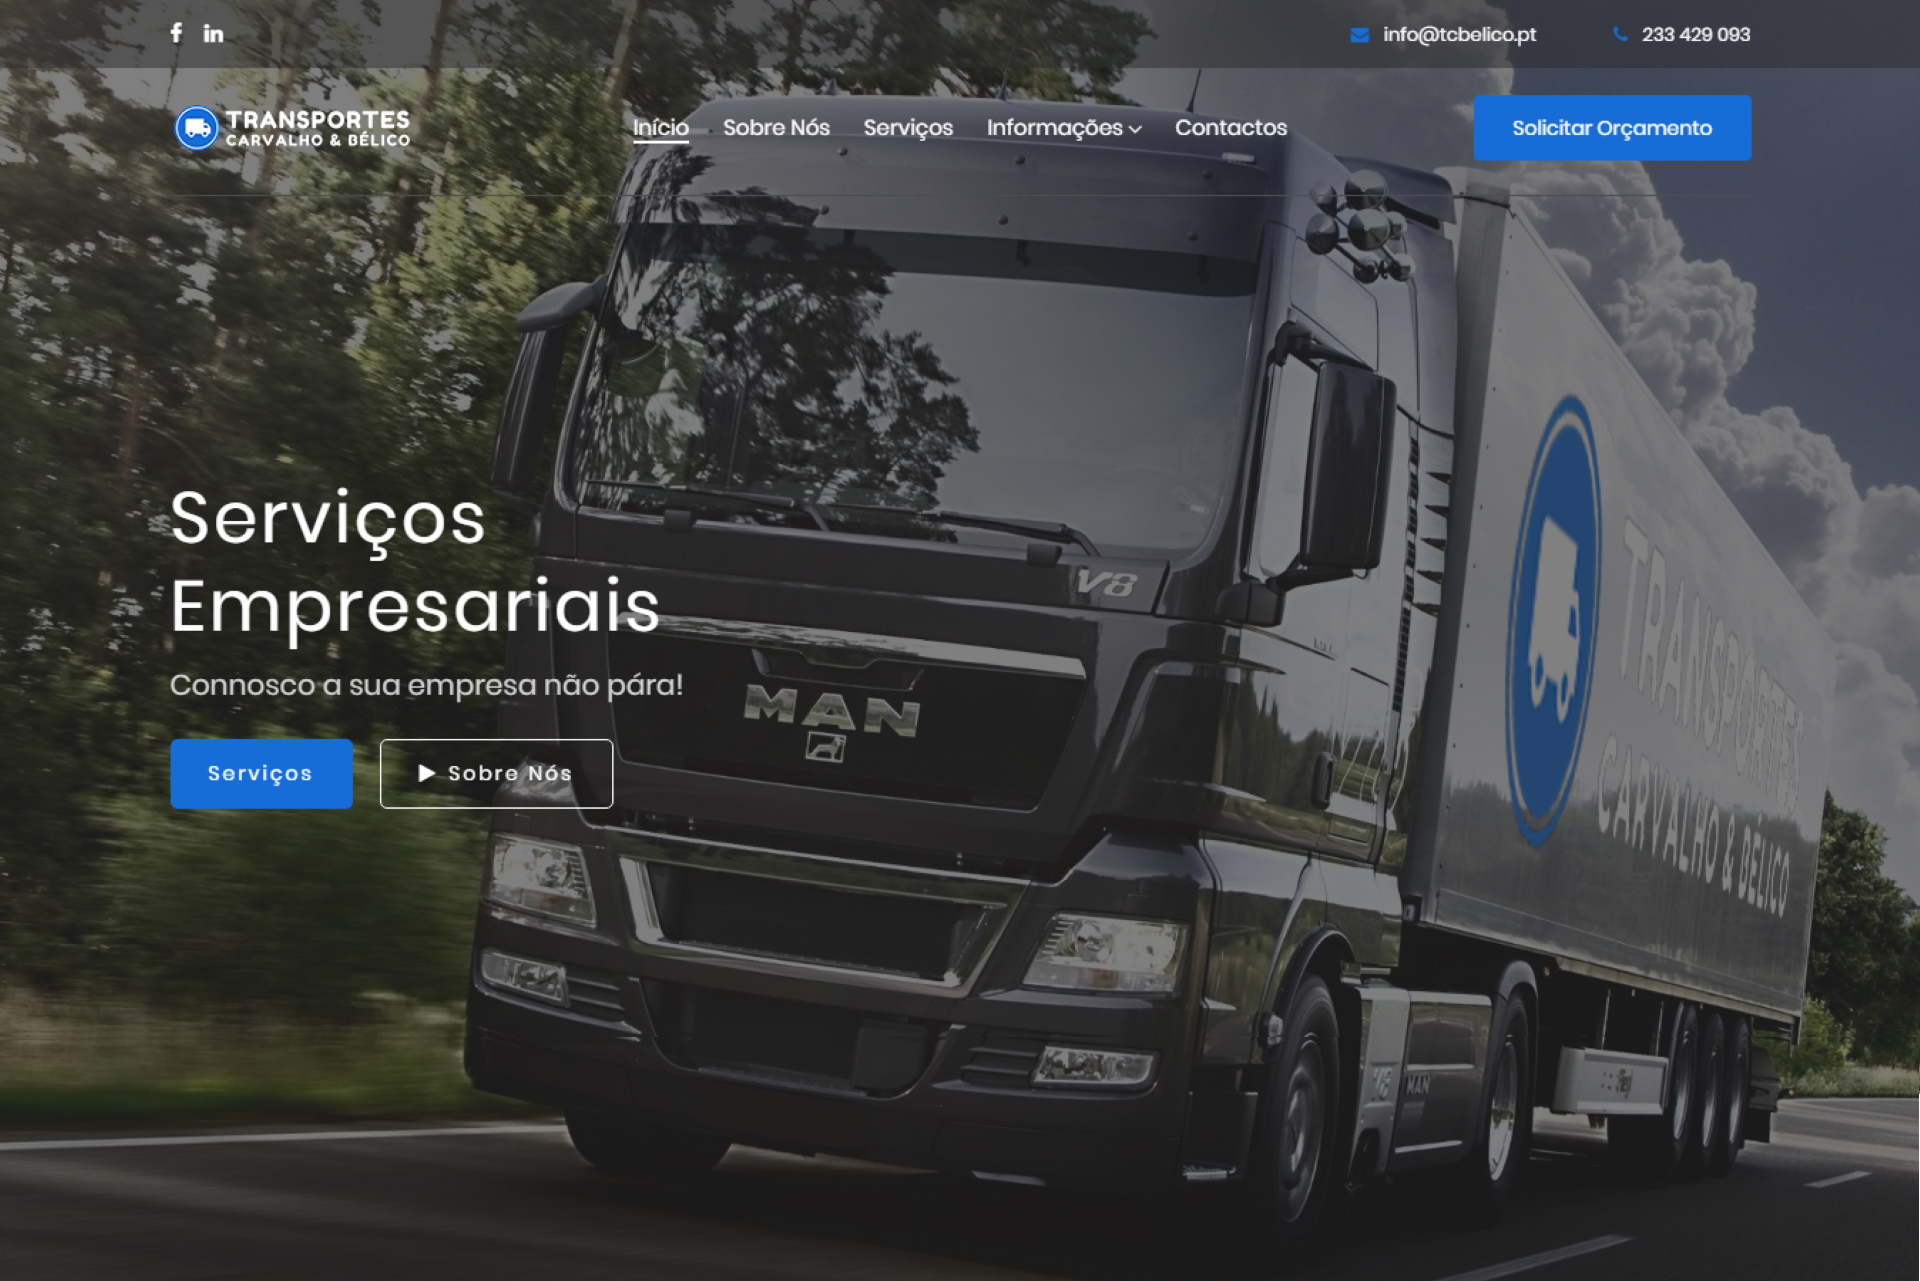 info@tcbelico.pt
233 429 093
TRANSPORTES
CARVALHO & BÉLICO
Início
Sobre Nós
Serviços
Informações
Contactos
Solicitar Orçamento
Serviços
Empresariais
Connosco a sua empresa não pára!
Serviços
Sobre Nós
V8
MAN
TRANSPORTES
CARVALHO & BÉLICO
V8
MAN